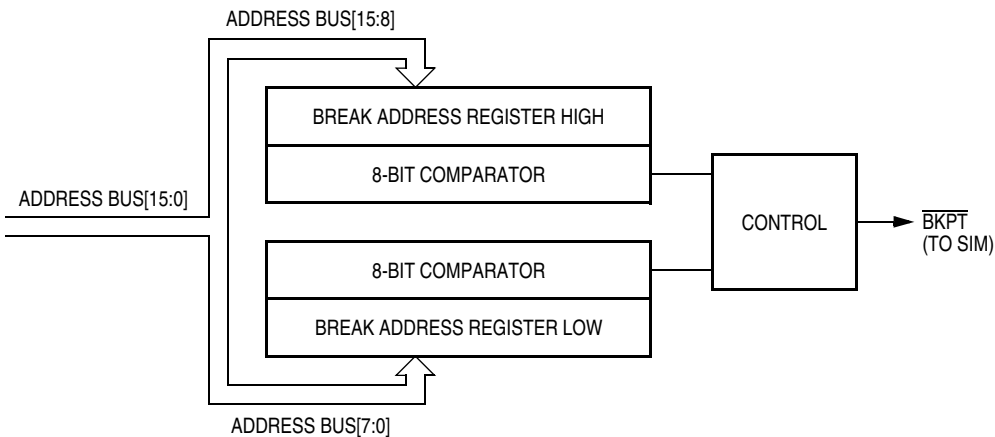 ADDRESS BUS[15:8]
BREAK ADDRESS REGISTER HIGH
8-BIT COMPARATOR
ADDRESS BUS[15:0]
CONTROL
BKPT
(TO SIM)
8-BIT COMPARATOR
BREAK ADDRESS REGISTER LOW
ADDRESS BUS[7:0]